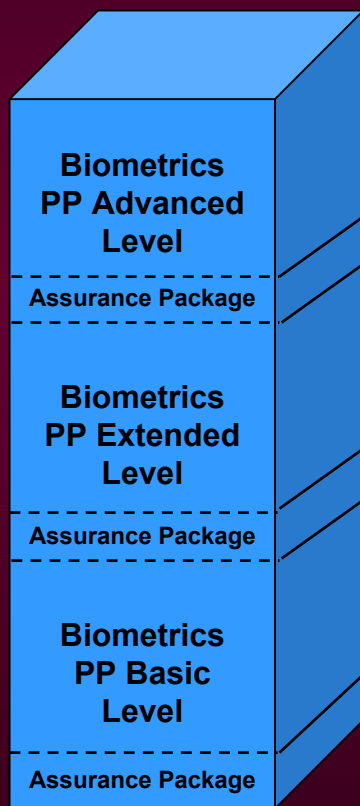 Biometrics
PP Advanced
Level
Assurance Package
Biometrics
PP Extended
Level
Assurance Package
Biometrics
PP Basic
Level
Assurance Package